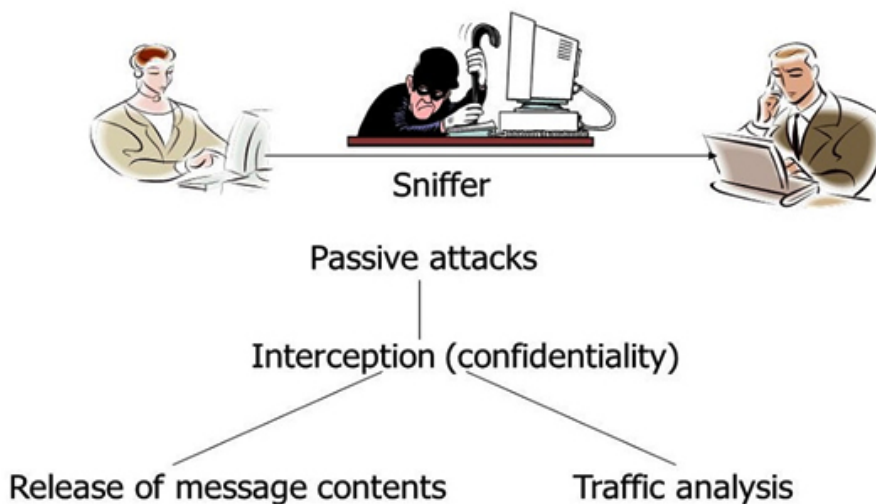 Sniffer
Passive attacks
Interception (confidentiality)
Release of message contents
Traffic analysis